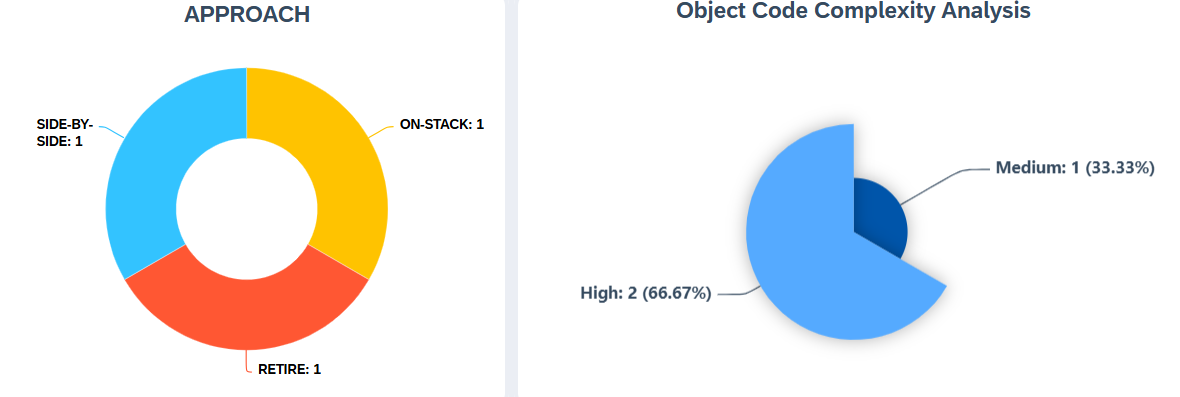 APPROACH
SIDE-BY-
SIDE: 1
ON-STACK: 1
RETIRE: 1
Object Code Complexity Analysis
Medium: 1 (33.33%)
High: 2 (66.67%)